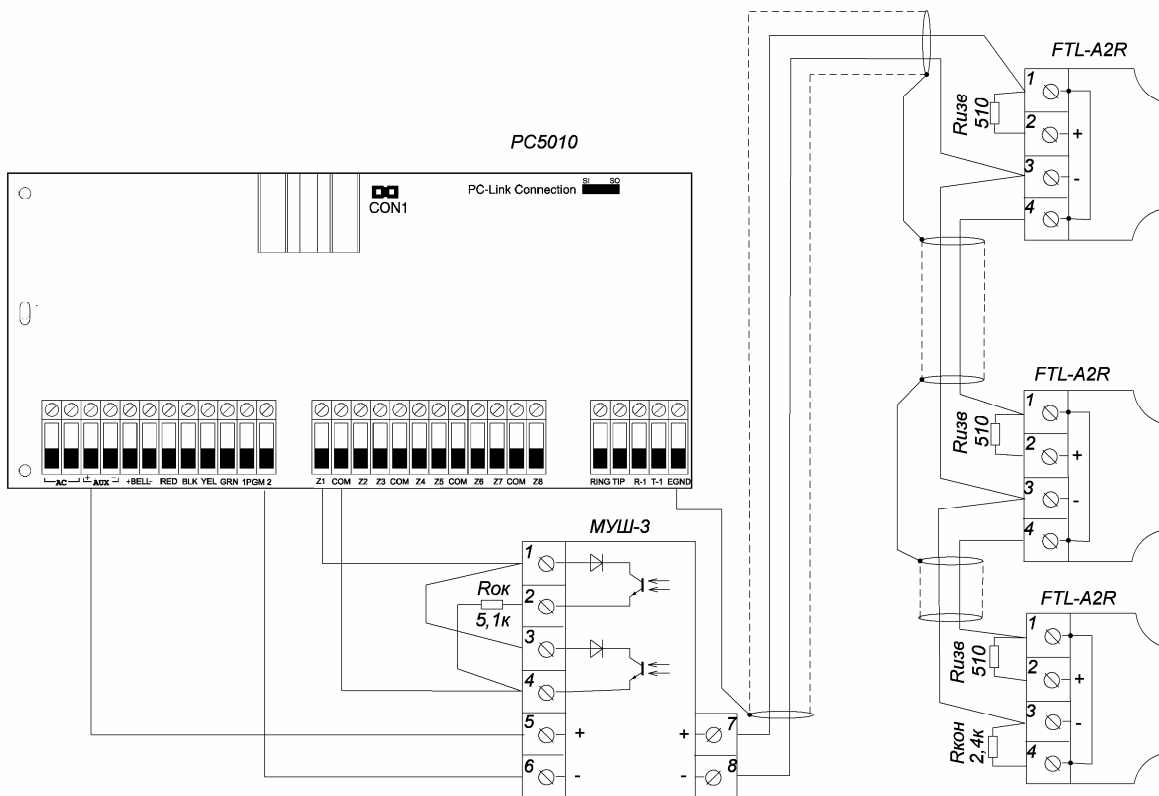 FTL-A2R
1
2
3
4
+
-
Rизв
510
PC5010
CON1
PC-Link Connection
SI SO
AC + AUX - +BELL- RED BLK YEL GRN 1PGM 2
Z1 COM Z2 Z3 COM Z4 Z5 COM Z6 Z7 COM Z8
RING TIP R-1 T-1 EGND
FTL-A2R
1
2
3
4
+
-
Rизв
510
МУШ-3
1
2
3
4
5
6
+
-
Rок
5,1к
7
8
+
-
FTL-A2R
1
2
3
4
+
-
Rизв
510
Rкон
2,4к